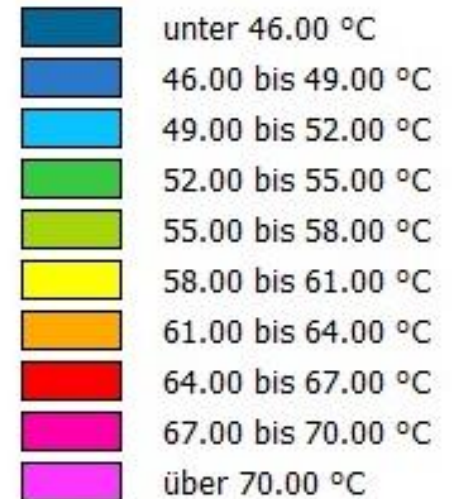 unter 46.00 °C
46.00 bis 49.00 °C
49.00 bis 52.00 °C
52.00 bis 55.00 °C
55.00 bis 58.00 °C
58.00 bis 61.00 °C
61.00 bis 64.00 °C
64.00 bis 67.00 °C
67.00 bis 70.00 °C
über 70.00 °C